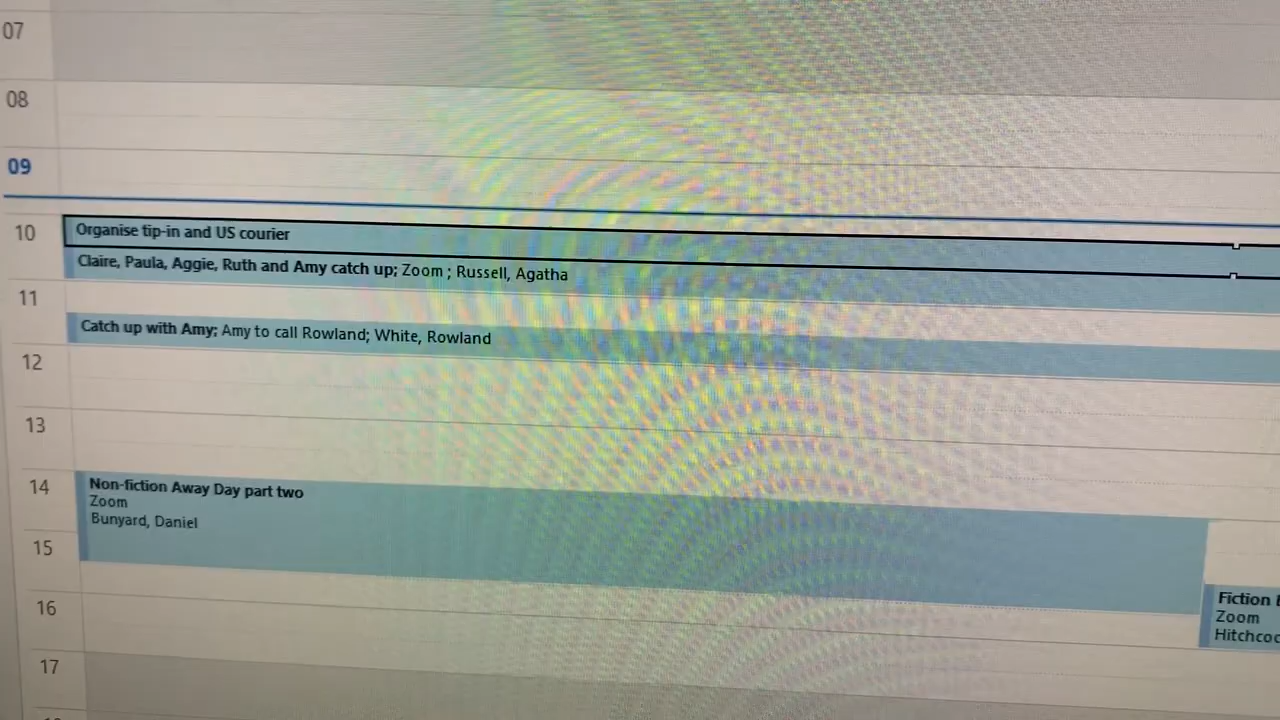 07
08
09
10
Organise tip-in and US courier
Claire, Paula, Aggie, Ruth and Amy catch up; Zoom ; Russell, Agatha
11
Catch up with Amy; Amy to call Rowland; White, Rowland
12
13
14
Non-fiction Away Day part two
Zoom
Bunyard, Daniel
15
16
Fiction
Zoom
Hitchcoc
17